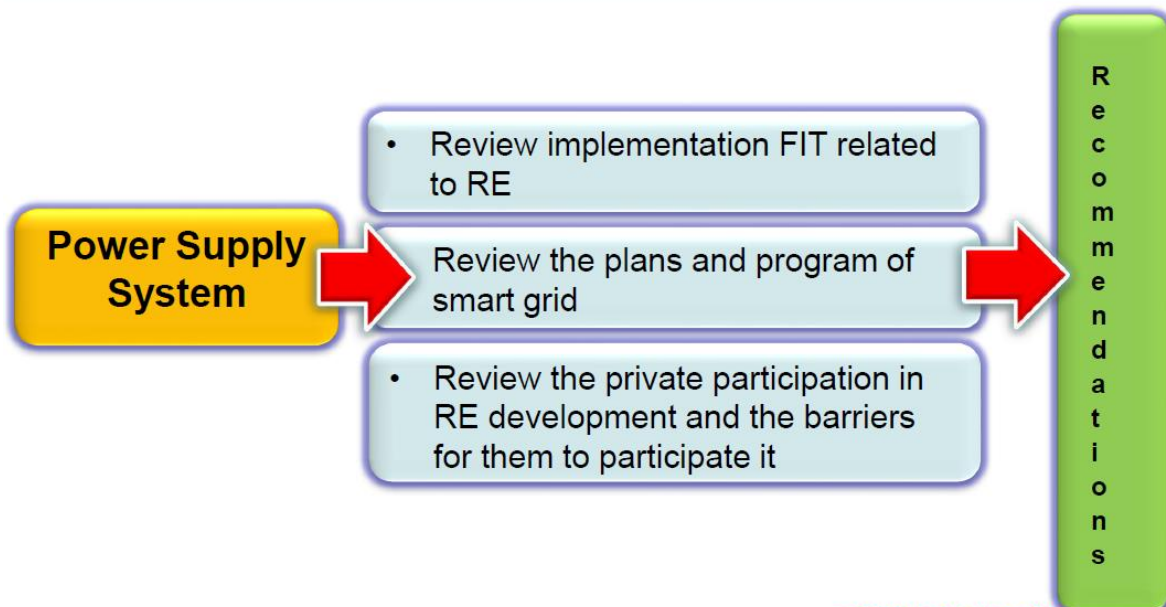 Power Supply
System
• Review implementation FIT related
to RE
Review the plans and program of
smart grid
• Review the private participation in
RE development and the barriers
for them to participate it
Recommendations